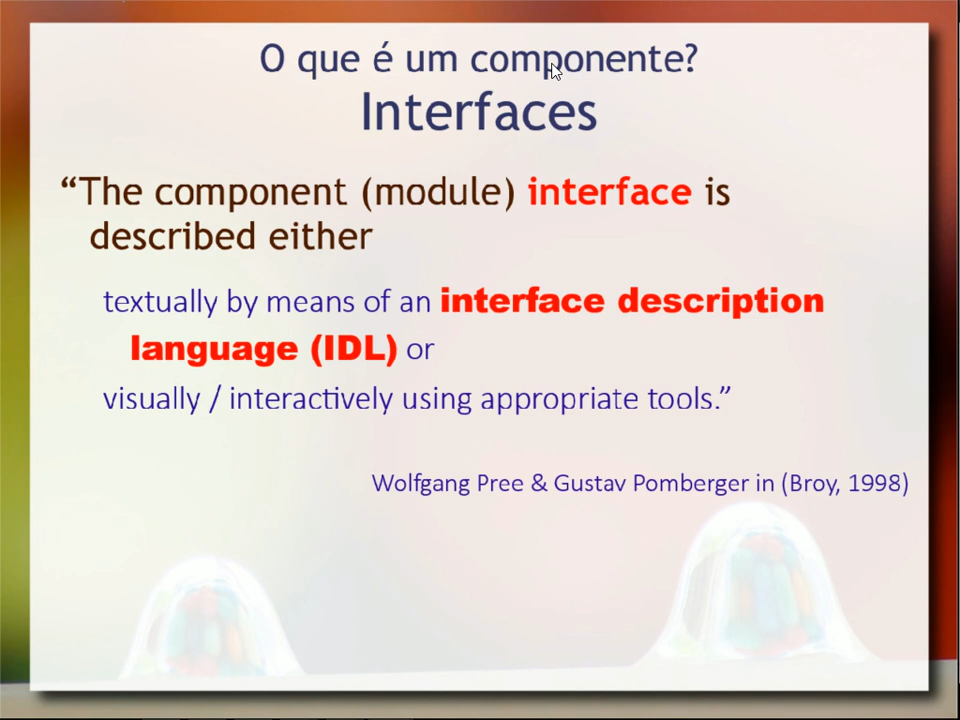 O que é um componente?
Interfaces
“The component (module) interface is
described either
textually by means of an interface description
language (IDL) or
visually / interactively using appropriate tools.”
Wolfgang Pree & Gustav Pomberger in (Broy, 1998)